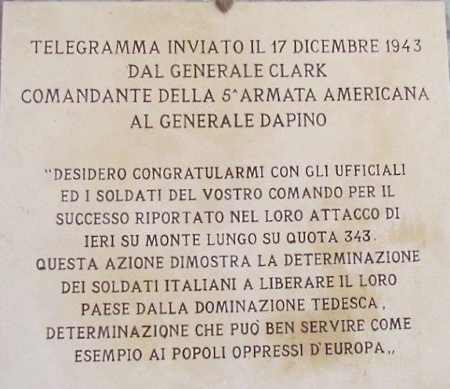 TELEGRAMMA INVIATO IL 17 DICEMBRE 1943
DAL GENERALE CLARK
COMANDANTE DELLA 5^ ARMATA AMERICANA
AL GENERALE DAPINO
"DESIDERO CONGRATULARMI CON GLI UFFICIALI
ED I SOLDATI DEL VOSTRO COMANDO PER IL
SUCCESSO RIPORTATO NEL LORO ATTACCO DI
IERI SU MONTE LUNGO SU QUOTA 343.
QUESTA AZIONE DIMOSTRA LA DETERMINAZIONE
DEI SOLDATI ITALIANI A LIBERARE IL LORO
PAESE DALLA DOMINAZIONE TEDESCA,
DETERMINAZIONE CHE PUO' BEN SERVIRE COME
ESEMPIO AI POPOLI OPPRESSI D'EUROPA„